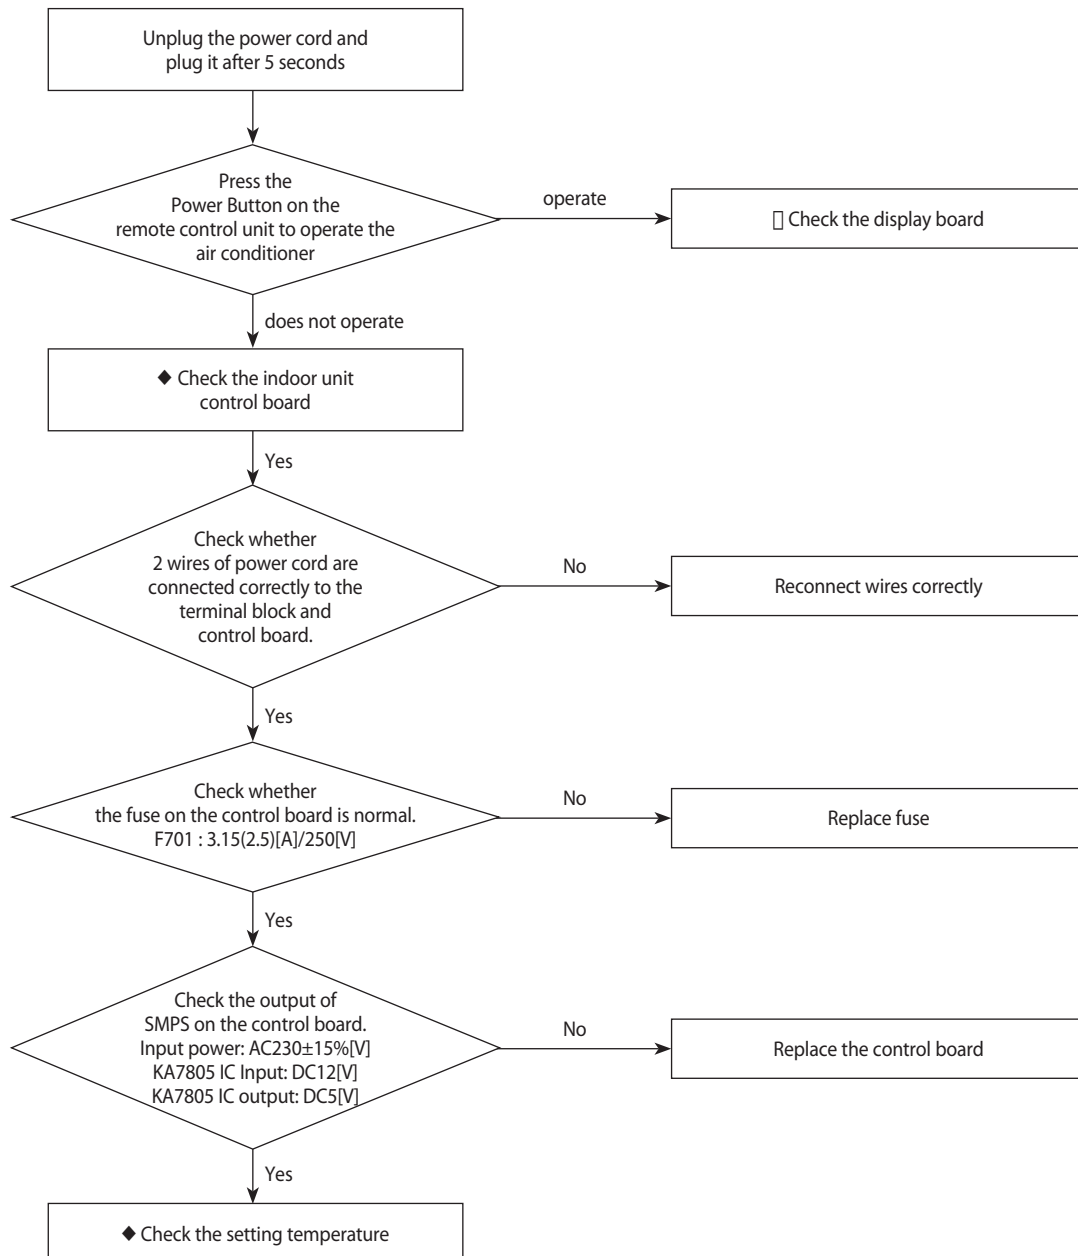 Unplug the power cord and
plug it after 5 seconds
Press the
Power Button on the
remote control unit to operate the
air conditioner
operate
▯ Check the display board
does not operate
◆ Check the indoor unit
control board
Yes
Check whether
2 wires of power cord are
connected correctly to the
terminal block and
control board.
No
Reconnect wires correctly
Yes
Check whether
the fuse on the control board is normal.
F701 : 3.15(2.5)[A]/250[V]
No
Replace fuse
Yes
Check the output of
SMPS on the control board.
Input power: AC230±15%[V]
KA7805 IC Input: DC12[V]
KA7805 IC output: DC5[V]
No
Replace the control board
Yes
◆ Check the setting temperature